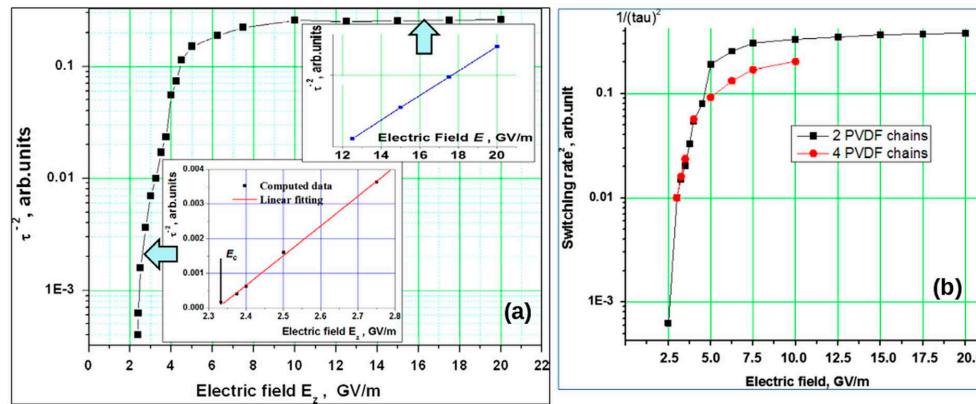 0.1
0.01
1E-3
τ⁻², arb.units
0 2 4 6 8 10 12 14 16 18 20 22
Electric field E_z , GV/m
(a)
τ⁻², arb.units
Electric Field E , GV/m
12 14 16 18 20
0.004
0.003
0.002
0.001
0.000
τ⁻², arb.units
Computed data
Linear fitting
E_c
2.3 2.4 2.5 2.6 2.7 2.8
Electric field E_z , GV/m
1/(tau)²
0.1
0.01
1E-3
Switching rate², arb.unit
2 PVDF chains
4 PVDF chains
(b)
2.5 5.0 7.5 10.0 12.5 15.0 17.5 20.
Electric field, GV/m